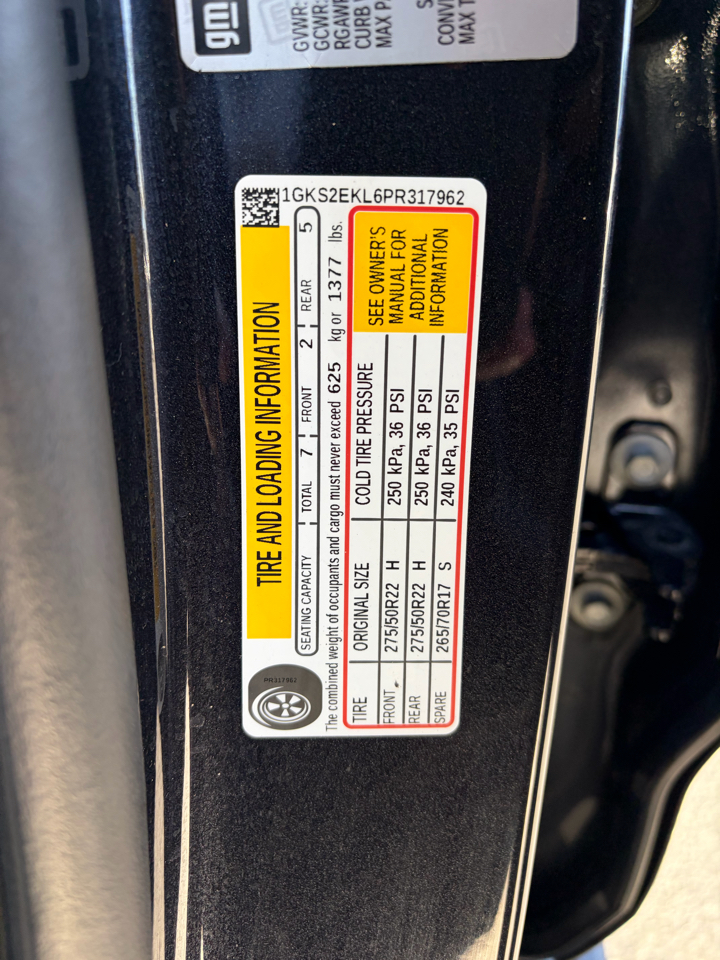 gm
GVWR:
GCWR:
RGAWR
CURB
MAX P
CONV
MAX T
1GKS2EKL6PR317962
TIRE AND LOADING INFORMATION
SEATING CAPACITY TOTAL 7 FRONT 2 REAR 5
The combined weight of occupants and cargo must never exceed 625 kg or 1377 lbs.
PR317962
TIRE ORIGINAL SIZE COLD TIRE PRESSURE
FRONT 275/50R22 H 250 kPa, 36 PSI
REAR 275/50R22 H 250 kPa, 36 PSI
SPARE 265/70R17 S 240 kPa, 35 PSI
SEE OWNER'S
MANUAL FOR
ADDITIONAL
INFORMATION